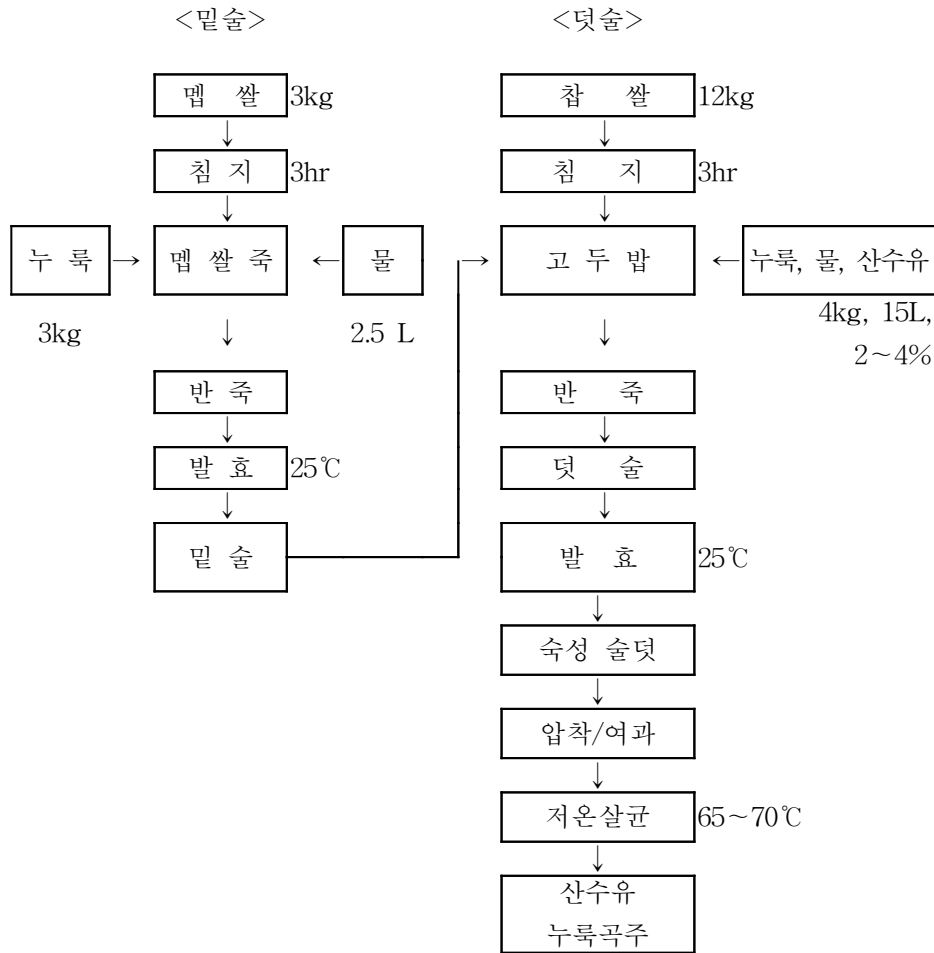 <밑술> <덧술>
멥 쌀 3kg 찹 쌀 12kg
↓ ↓
침 지 3hr 침 지 3hr
↓ ↓
누 룩 → 멥 쌀 죽 ← 물 → 고 두 밥 ← 누룩, 물, 산수유
3kg ↓ 2.5 L ↓ 4kg, 15L,
2～4%
반 죽 반 죽
↓ ↓
발 효 25℃ 덧 술
↓ ↓
밑 술 발 효 25℃
↓
숙성 술덧
↓
압착/여과
↓
저온살균 65～70℃
↓
산수유
누룩곡주